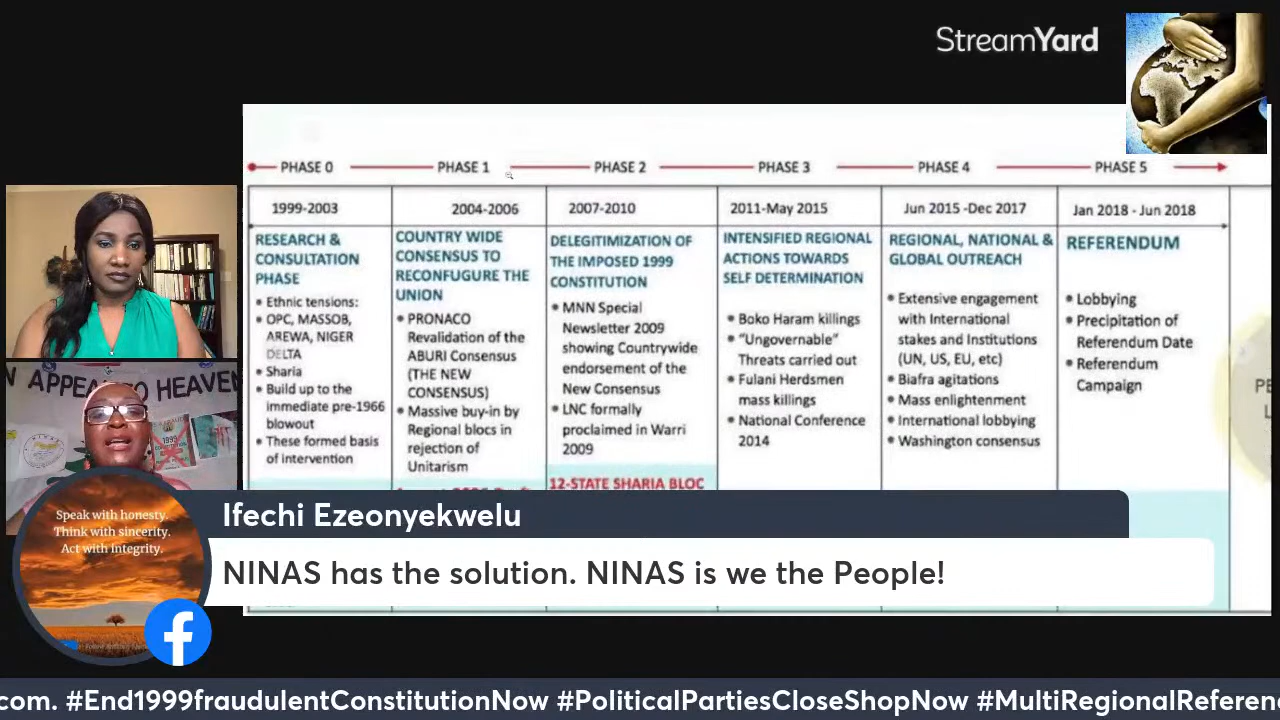 StreamYard
PHASE 0
PHASE 1
PHASE 2
PHASE 3
PHASE 4
PHASE 5
1999-2003
2004-2006
2007-2010
2011-May 2015
Jun 2015 -Dec 2017
Jan 2018 - Jun 2018
RESEARCH &
CONSULTATION
PHASE
• Ethnic tensions:
• OPC, MASSOB,
AREWA, NIGER
DELTA
• Sharia
• Build up to the
immediate pre-1966
blowout
• These formed basis
of intervention
COUNTRY WIDE
CONSENSUS TO
RECONFUGURE THE
UNION
• PRONACO
Revalidation of the
ABURI Consensus
(THE NEW
CONSENSUS)
• Massive buy-in by
Regional blocs in
rejection of
Unitarism
DELEGITIMIZATION OF
THE IMPOSED 1999
CONSTITUTION
• MNN Special
Newsletter 2009
showing Countrywide
endorsement of the
New Consensus
• LNC formally
proclaimed in Warri
2009
12-STATE SHARIA BLOC
INTENSIFIED REGIONAL
ACTIONS TOWARDS
SELF DETERMINATION
• Boko Haram killings
• "Ungovernable"
Threats carried out
• Fulani Herdsmen
mass killings
• National Conference
2014
REGIONAL, NATIONAL &
GLOBAL OUTREACH
• Extensive engagement
with International
stakes and Institutions
(UN, US, EU, etc)
• Biafra agitations
• Mass enlightenment
• International lobbying
• Washington consensus
REFERENDUM
• Lobbying
• Precipitation of
Referendum Date
• Referendum
Campaign
PE
L
N APPEAL TO HEAVEN
1999
Speak with honesty.
Think with sincerity.
Act with integrity.
Ifechi Ezeonyekwelu
NINAS has the solution. NINAS is we the People!
com. #End1999fraudulentConstitutionNow #PoliticalPartiesCloseShopNow #MultiRegionalReferen